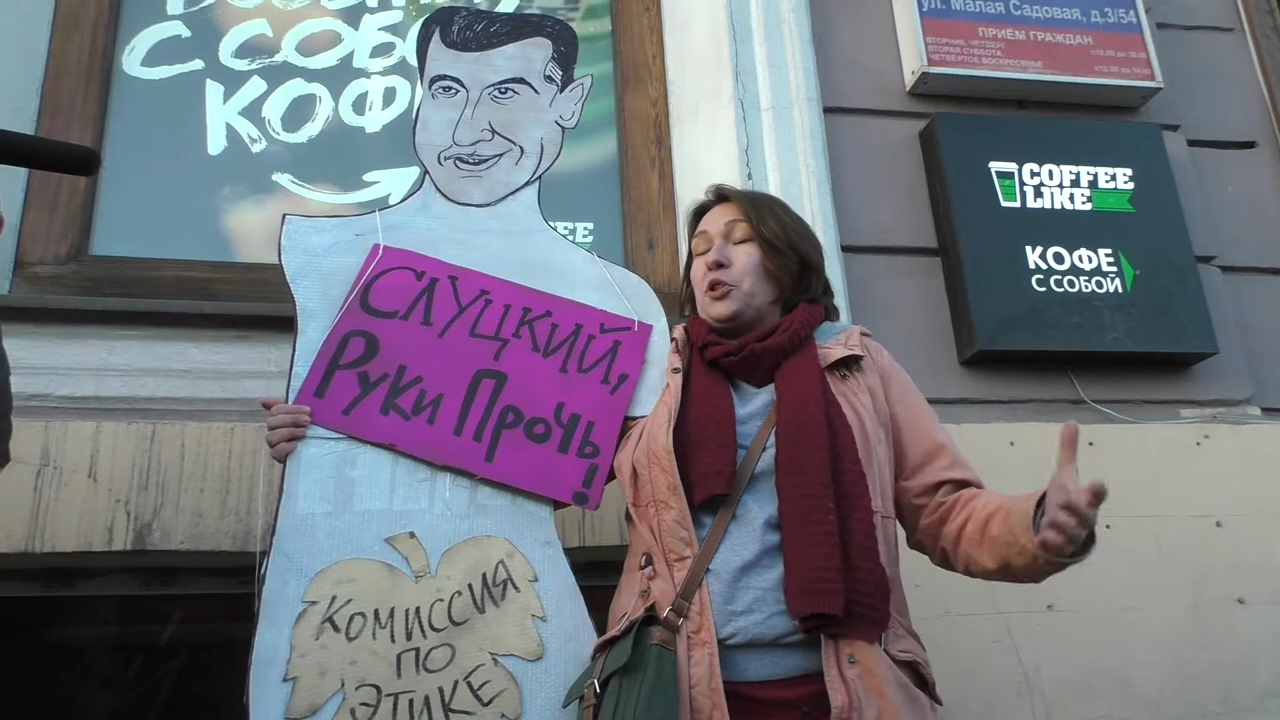 С СОБО
КОФ
СЛУЦКИЙ,
РУКИ ПРОЧЬ!
КОМИССИЯ
ПО
ЭТИКЕ
ул. Малая Садовая, д.3/54
ПРИЁМ ГРАЖДАН
ВТОРНИК, ЧЕТВЕРГ
ВТОРАЯ СУББОТА,
ЧЕТВЕРТОЕ ВОСКРЕСЕНЬЕ
COFFEE
LIKE
КОФЕ
С СОБОЙ